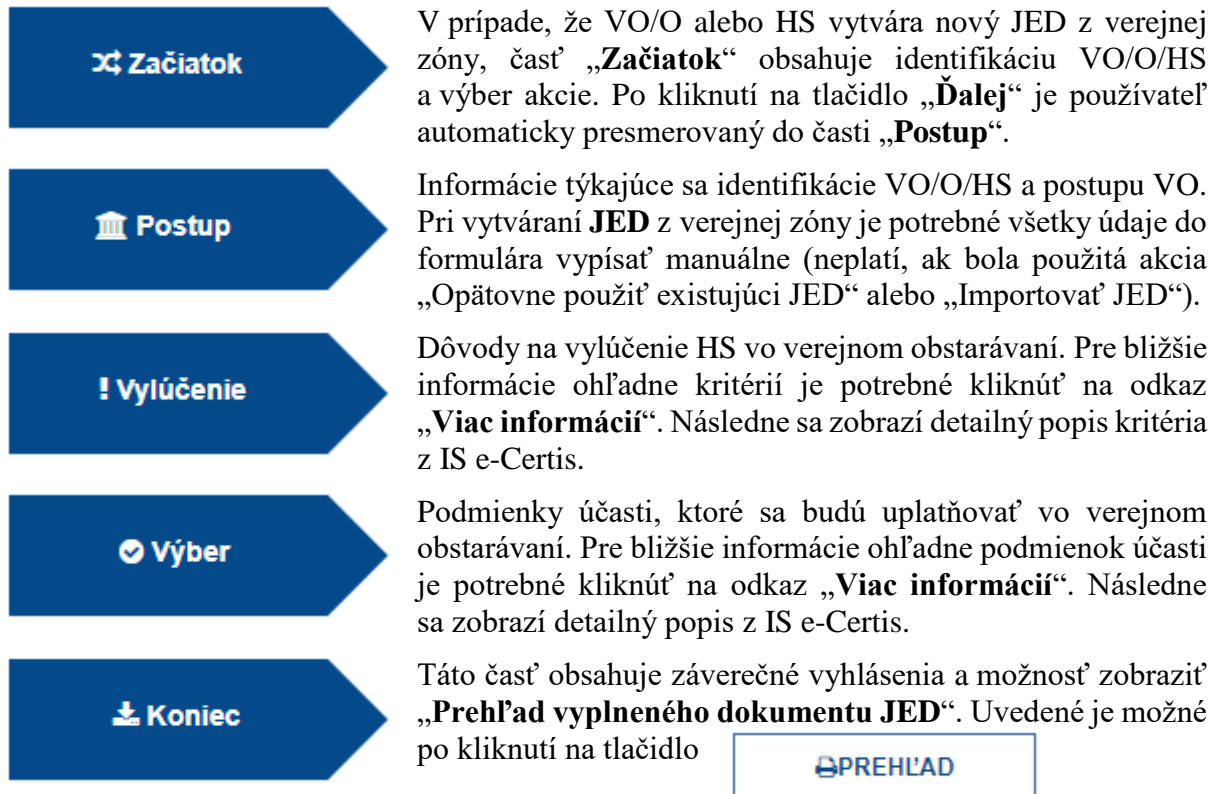 Začiatok
V prípade, že VO/O alebo HS vytvára nový JED z verejnej
zóny, časť „Začiatok“ obsahuje identifikáciu VO/O/HS
a výber akcie. Po kliknutí na tlačidlo „Ďalej“ je používateľ
automaticky presmerovaný do časti „Postup“.
Postup
Informácie týkajúce sa identifikácie VO/O/HS a postupu VO.
Pri vytváraní JED z verejnej zóny je potrebné všetky údaje do
formulára vypísať manuálne (neplatí, ak bola použitá akcia
„Opätovne použiť existujúci JED“ alebo „Importovať JED“).
! Vylúčenie
Dôvody na vylúčenie HS vo verejnom obstarávaní. Pre bližšie
informácie ohľadne kritérií je potrebné kliknúť na odkaz
„Viac informácií“. Následne sa zobrazí detailný popis kritéria
z IS e-Certis.
Výber
Podmienky účasti, ktoré sa budú uplatňovať vo verejnom
obstarávaní. Pre bližšie informácie ohľadne podmienok účasti
je potrebné kliknúť na odkaz „Viac informácií“. Následne
sa zobrazí detailný popis z IS e-Certis.
Koniec
Táto časť obsahuje záverečné vyhlásenia a možnosť zobraziť
„Prehľad vyplneného dokumentu JED“. Uvedené je možné
po kliknutí na tlačidlo
PREHĽAD